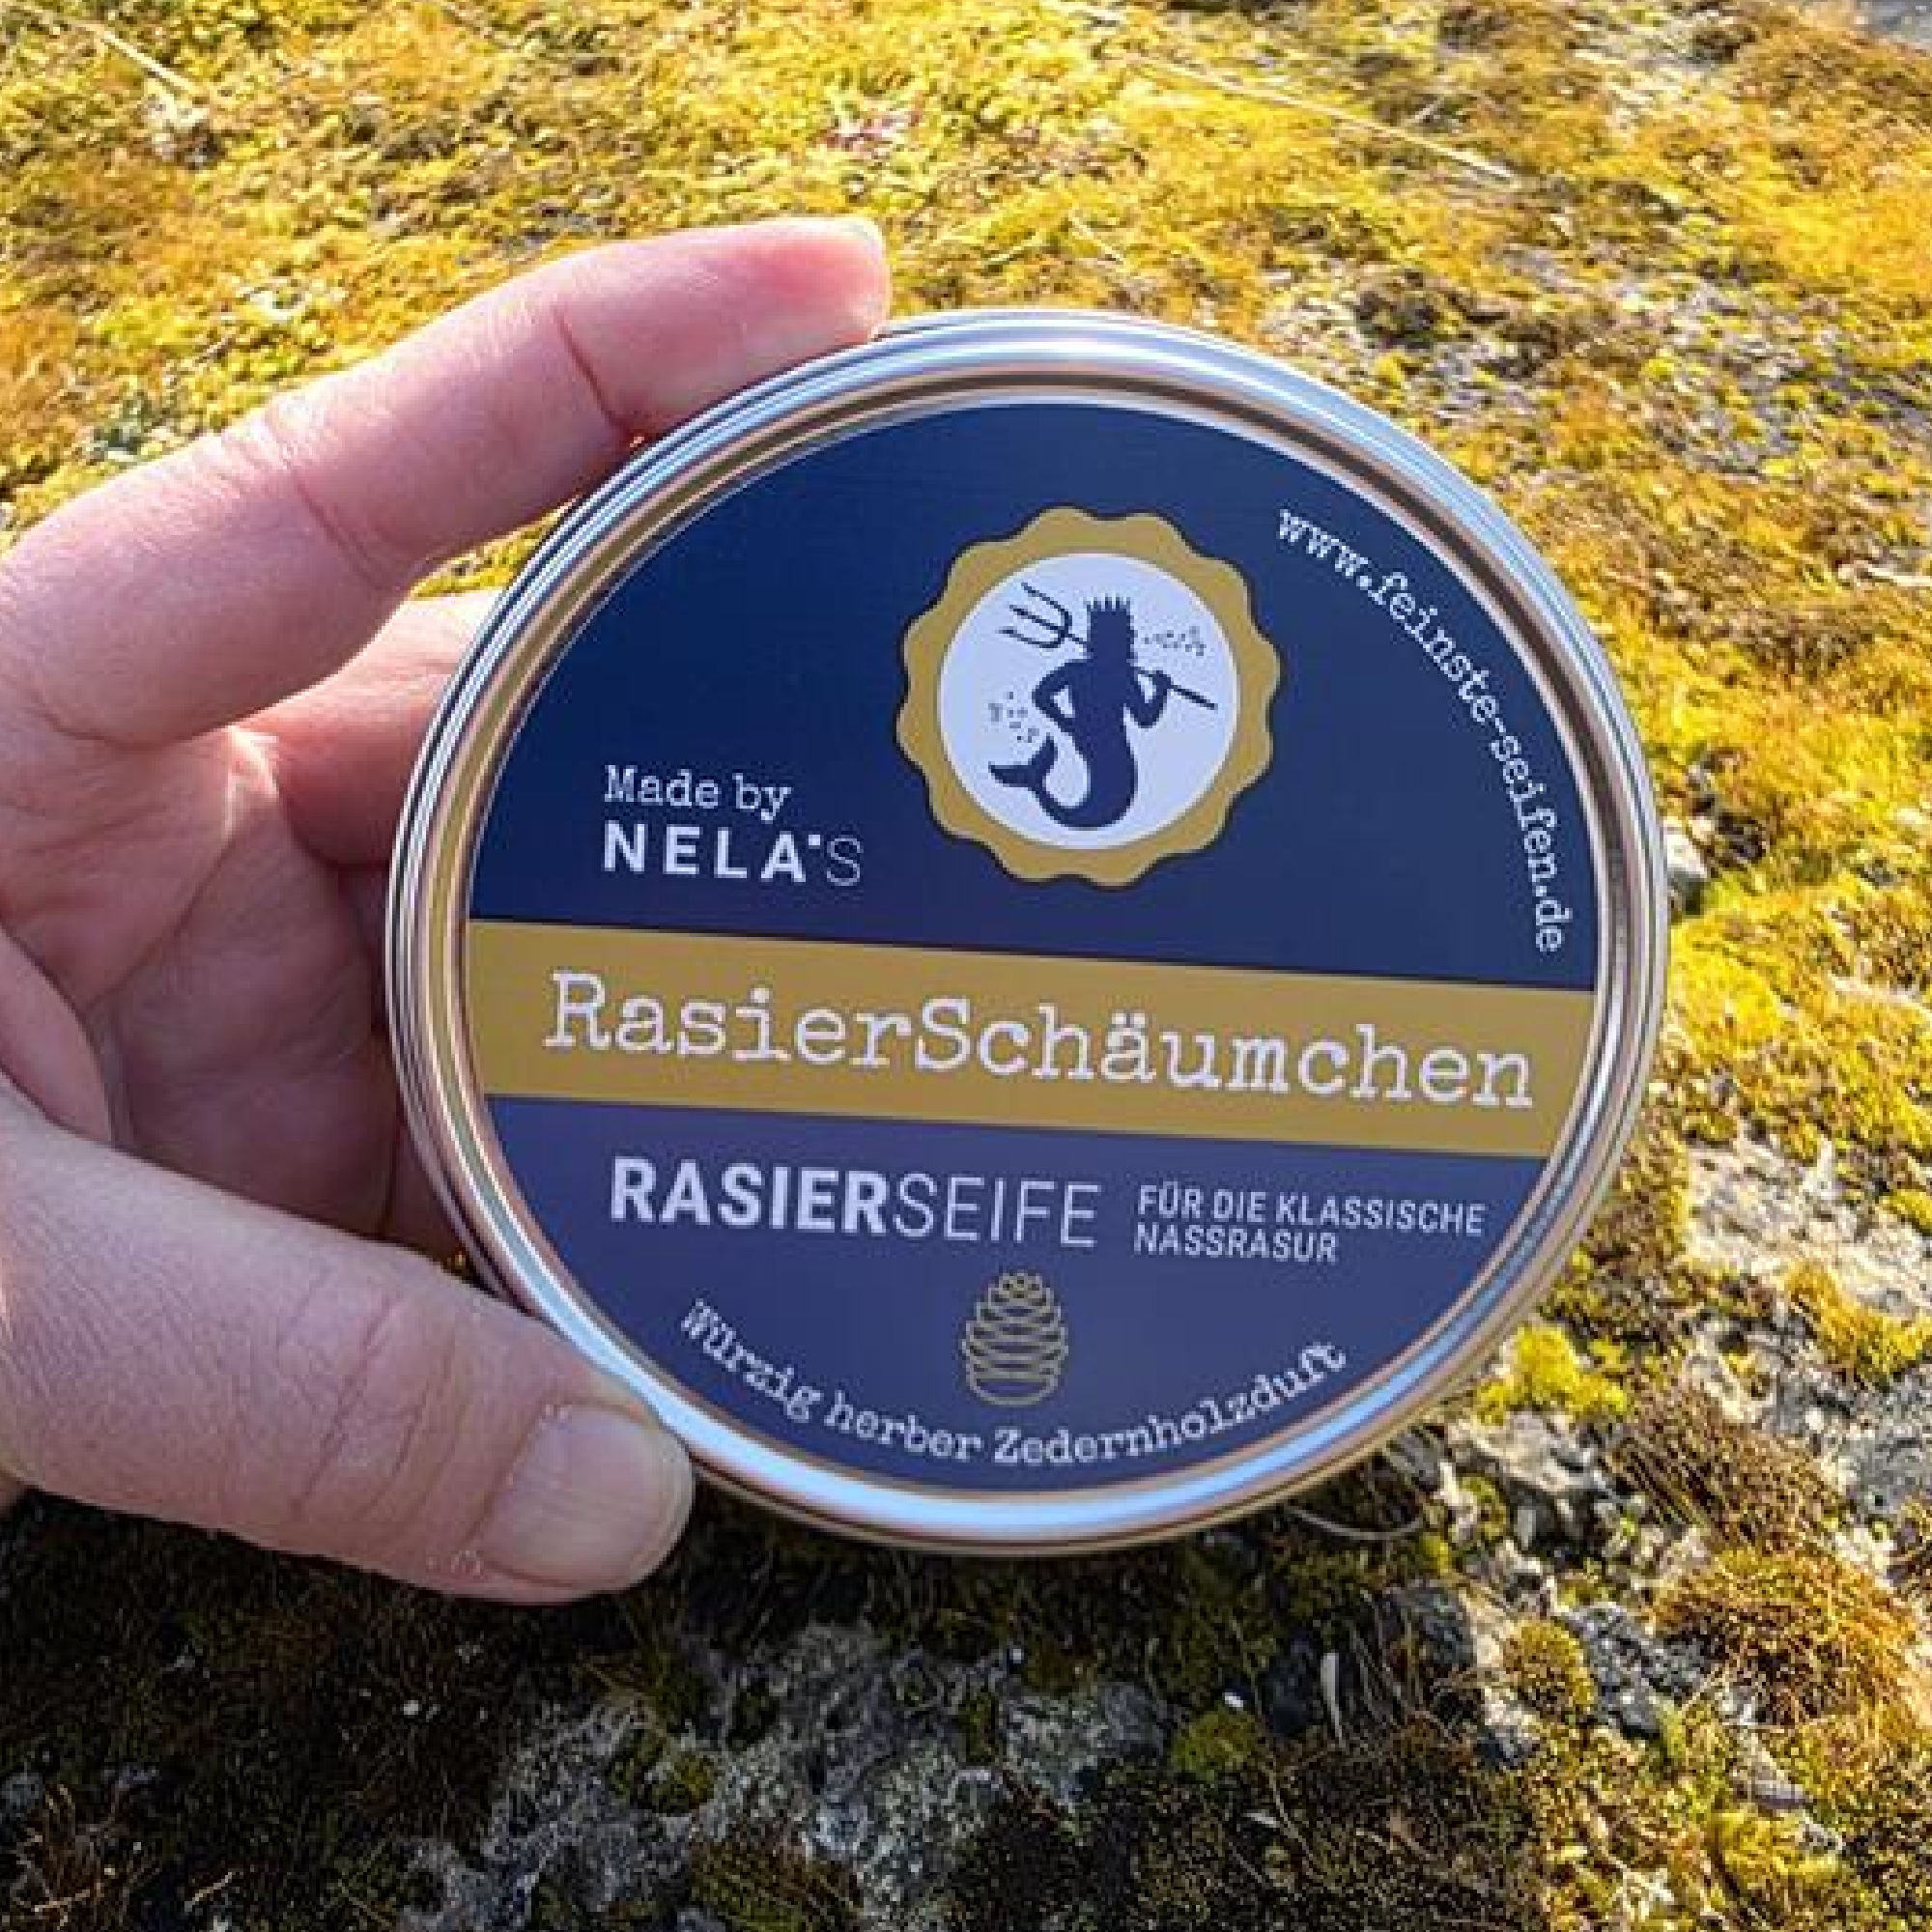 www.feinste-seifen.de
Made by
NELA'S
RasierSchäumchen
RASIERSEIFE
FÜR DIE KLASSISCHE
NASSRASUR
Würzig herber Zedernholzduft